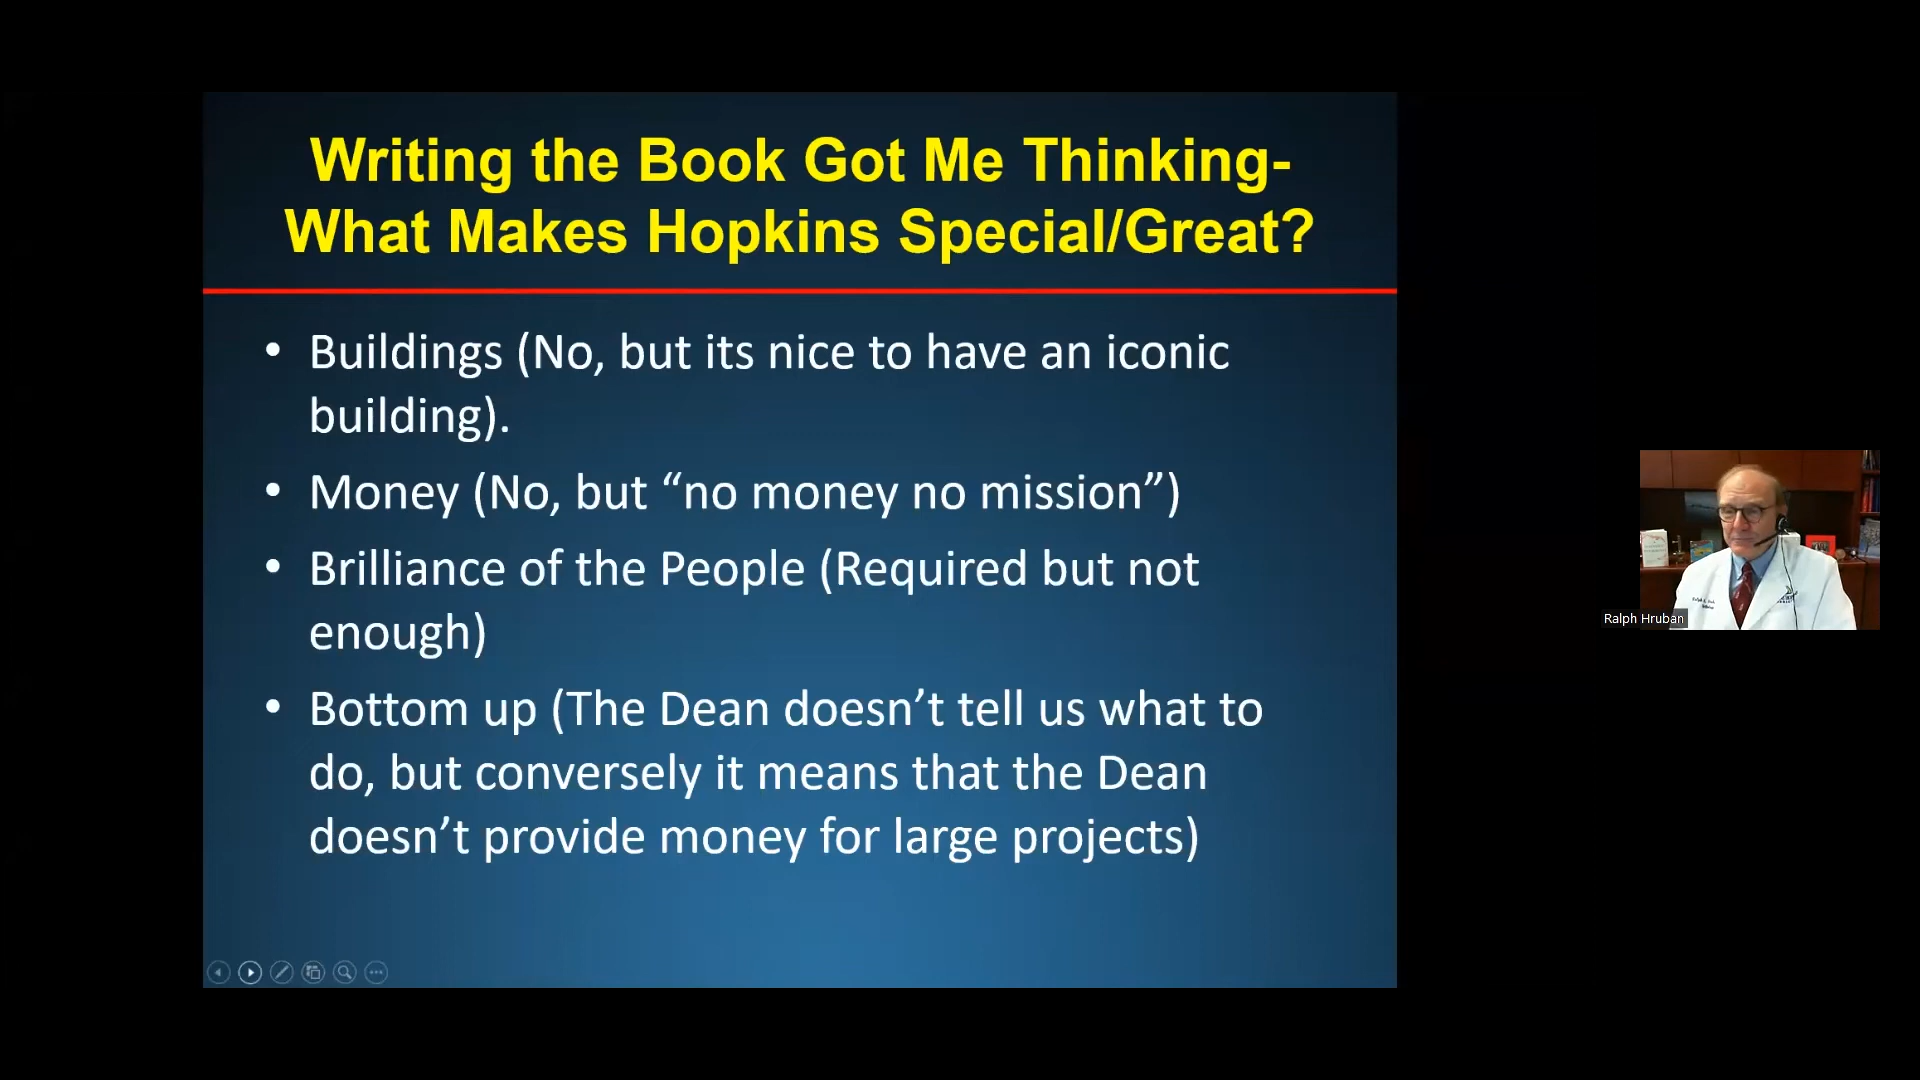 Writing the Book Got Me Thinking-
What Makes Hopkins Special/Great?
• Buildings (No, but its nice to have an iconic
building).
• Money (No, but “no money no mission”)
• Brilliance of the People (Required but not
enough)
• Bottom up (The Dean doesn’t tell us what to
do, but conversely it means that the Dean
doesn’t provide money for large projects)
Ralph Hruban